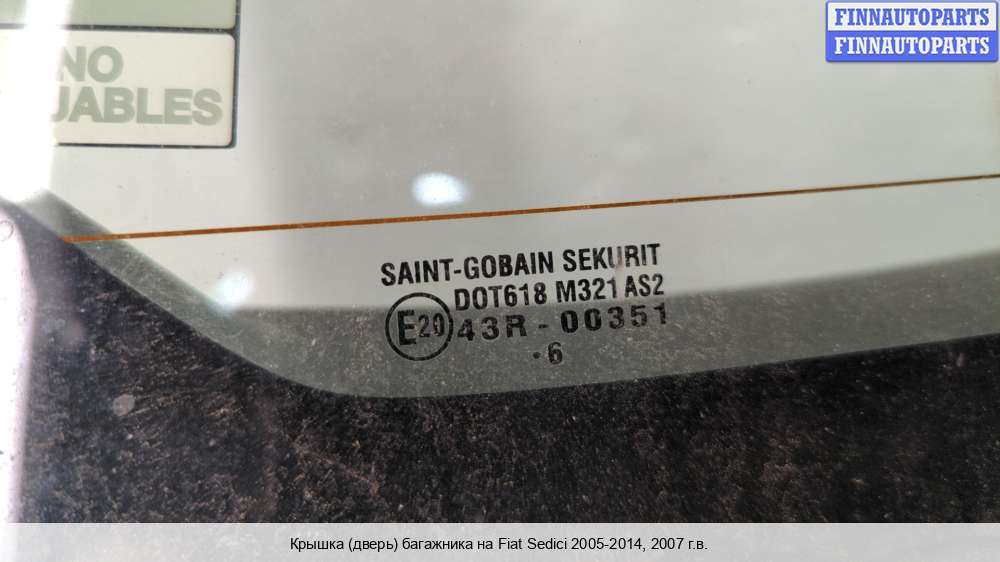 FINNAUTOPARTS
FINNAUTOPARTS
NO
UABLES
SAINT-GOBAIN SEKURIT
DOT618 M321 AS2
E20 43R - 00351
·6
Крышка (дверь) багажника на Fiat Sedici 2005-2014, 2007 г.в.